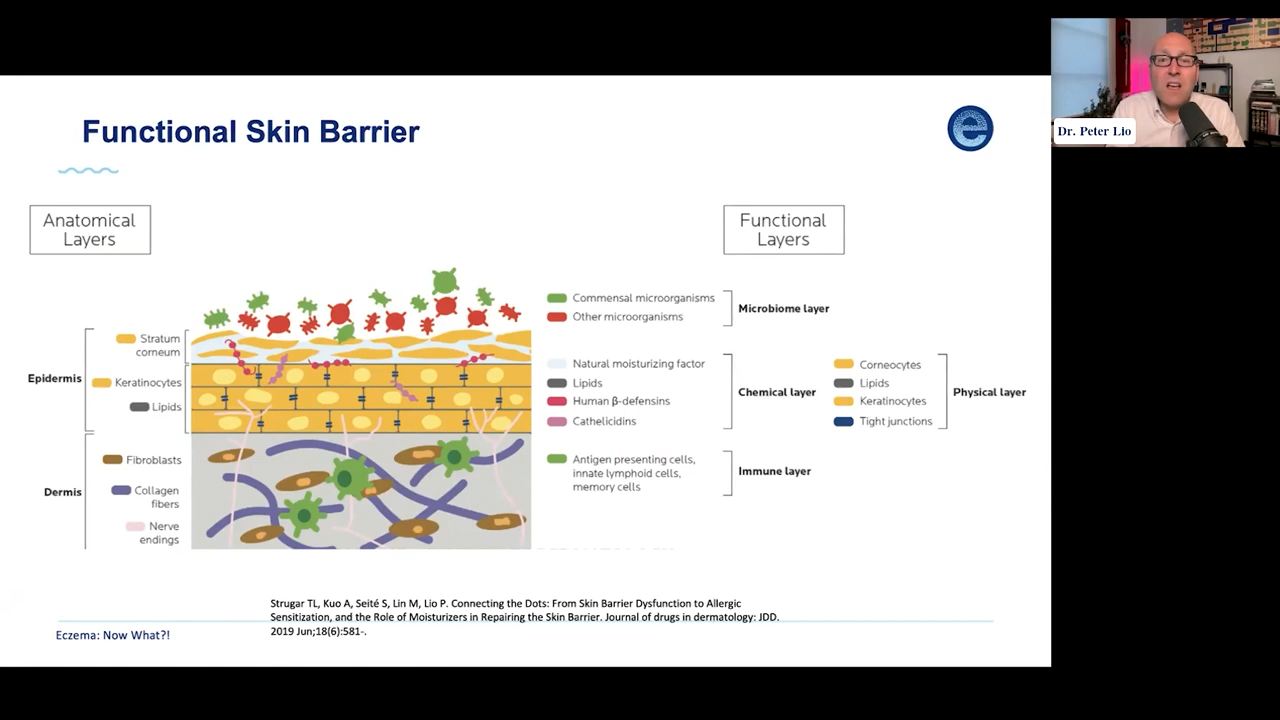 Functional Skin Barrier
e
Dr. Peter Lio
Anatomical
Layers
Functional
Layers
Epidermis
Stratum
corneum
Keratinocytes
Lipids
Dermis
Fibroblasts
Collagen
fibers
Nerve
endings
Commensal microorganisms
Other microorganisms
Microbiome layer
Natural moisturizing factor
Lipids
Human β-defensins
Cathelicidins
Chemical layer
Corneocytes
Lipids
Keratinocytes
Tight junctions
Physical layer
Antigen presenting cells,
innate lymphoid cells,
memory cells
Immune layer
Strugar TL, Kuo A, Seité S, Lin M, Lio P. Connecting the Dots: From Skin Barrier Dysfunction to Allergic
Sensitization, and the Role of Moisturizers in Repairing the Skin Barrier. Journal of drugs in dermatology: JDD.
2019 Jun;18(6):581-.
Eczema: Now What?!